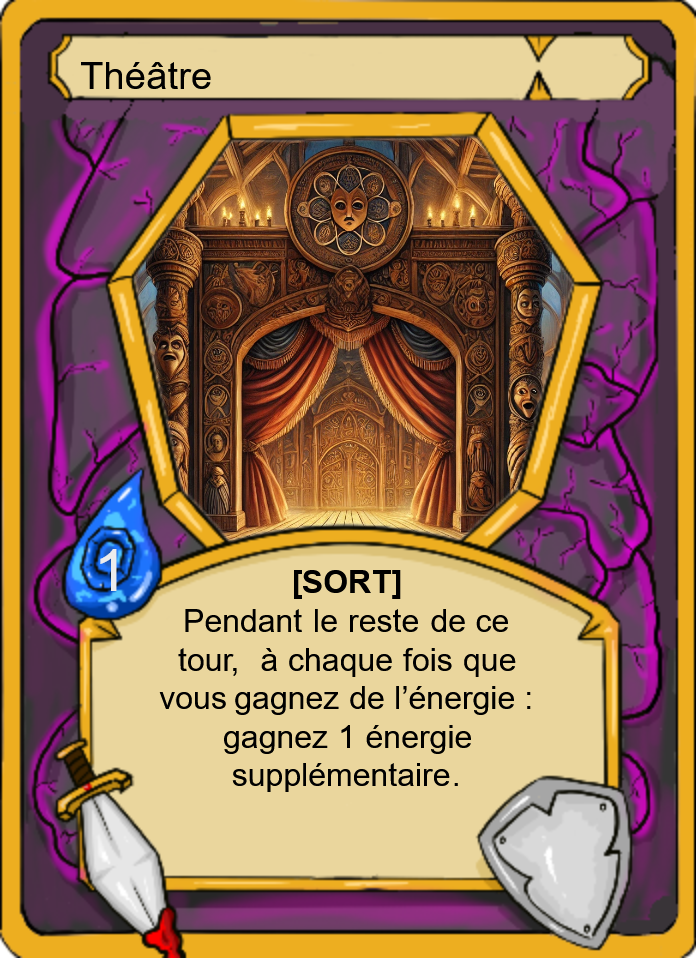 Théâtre
1
[SORT]
Pendant le reste de ce
tour,  à chaque fois que
vous gagnez de l’énergie :
gagnez 1 énergie
supplémentaire.